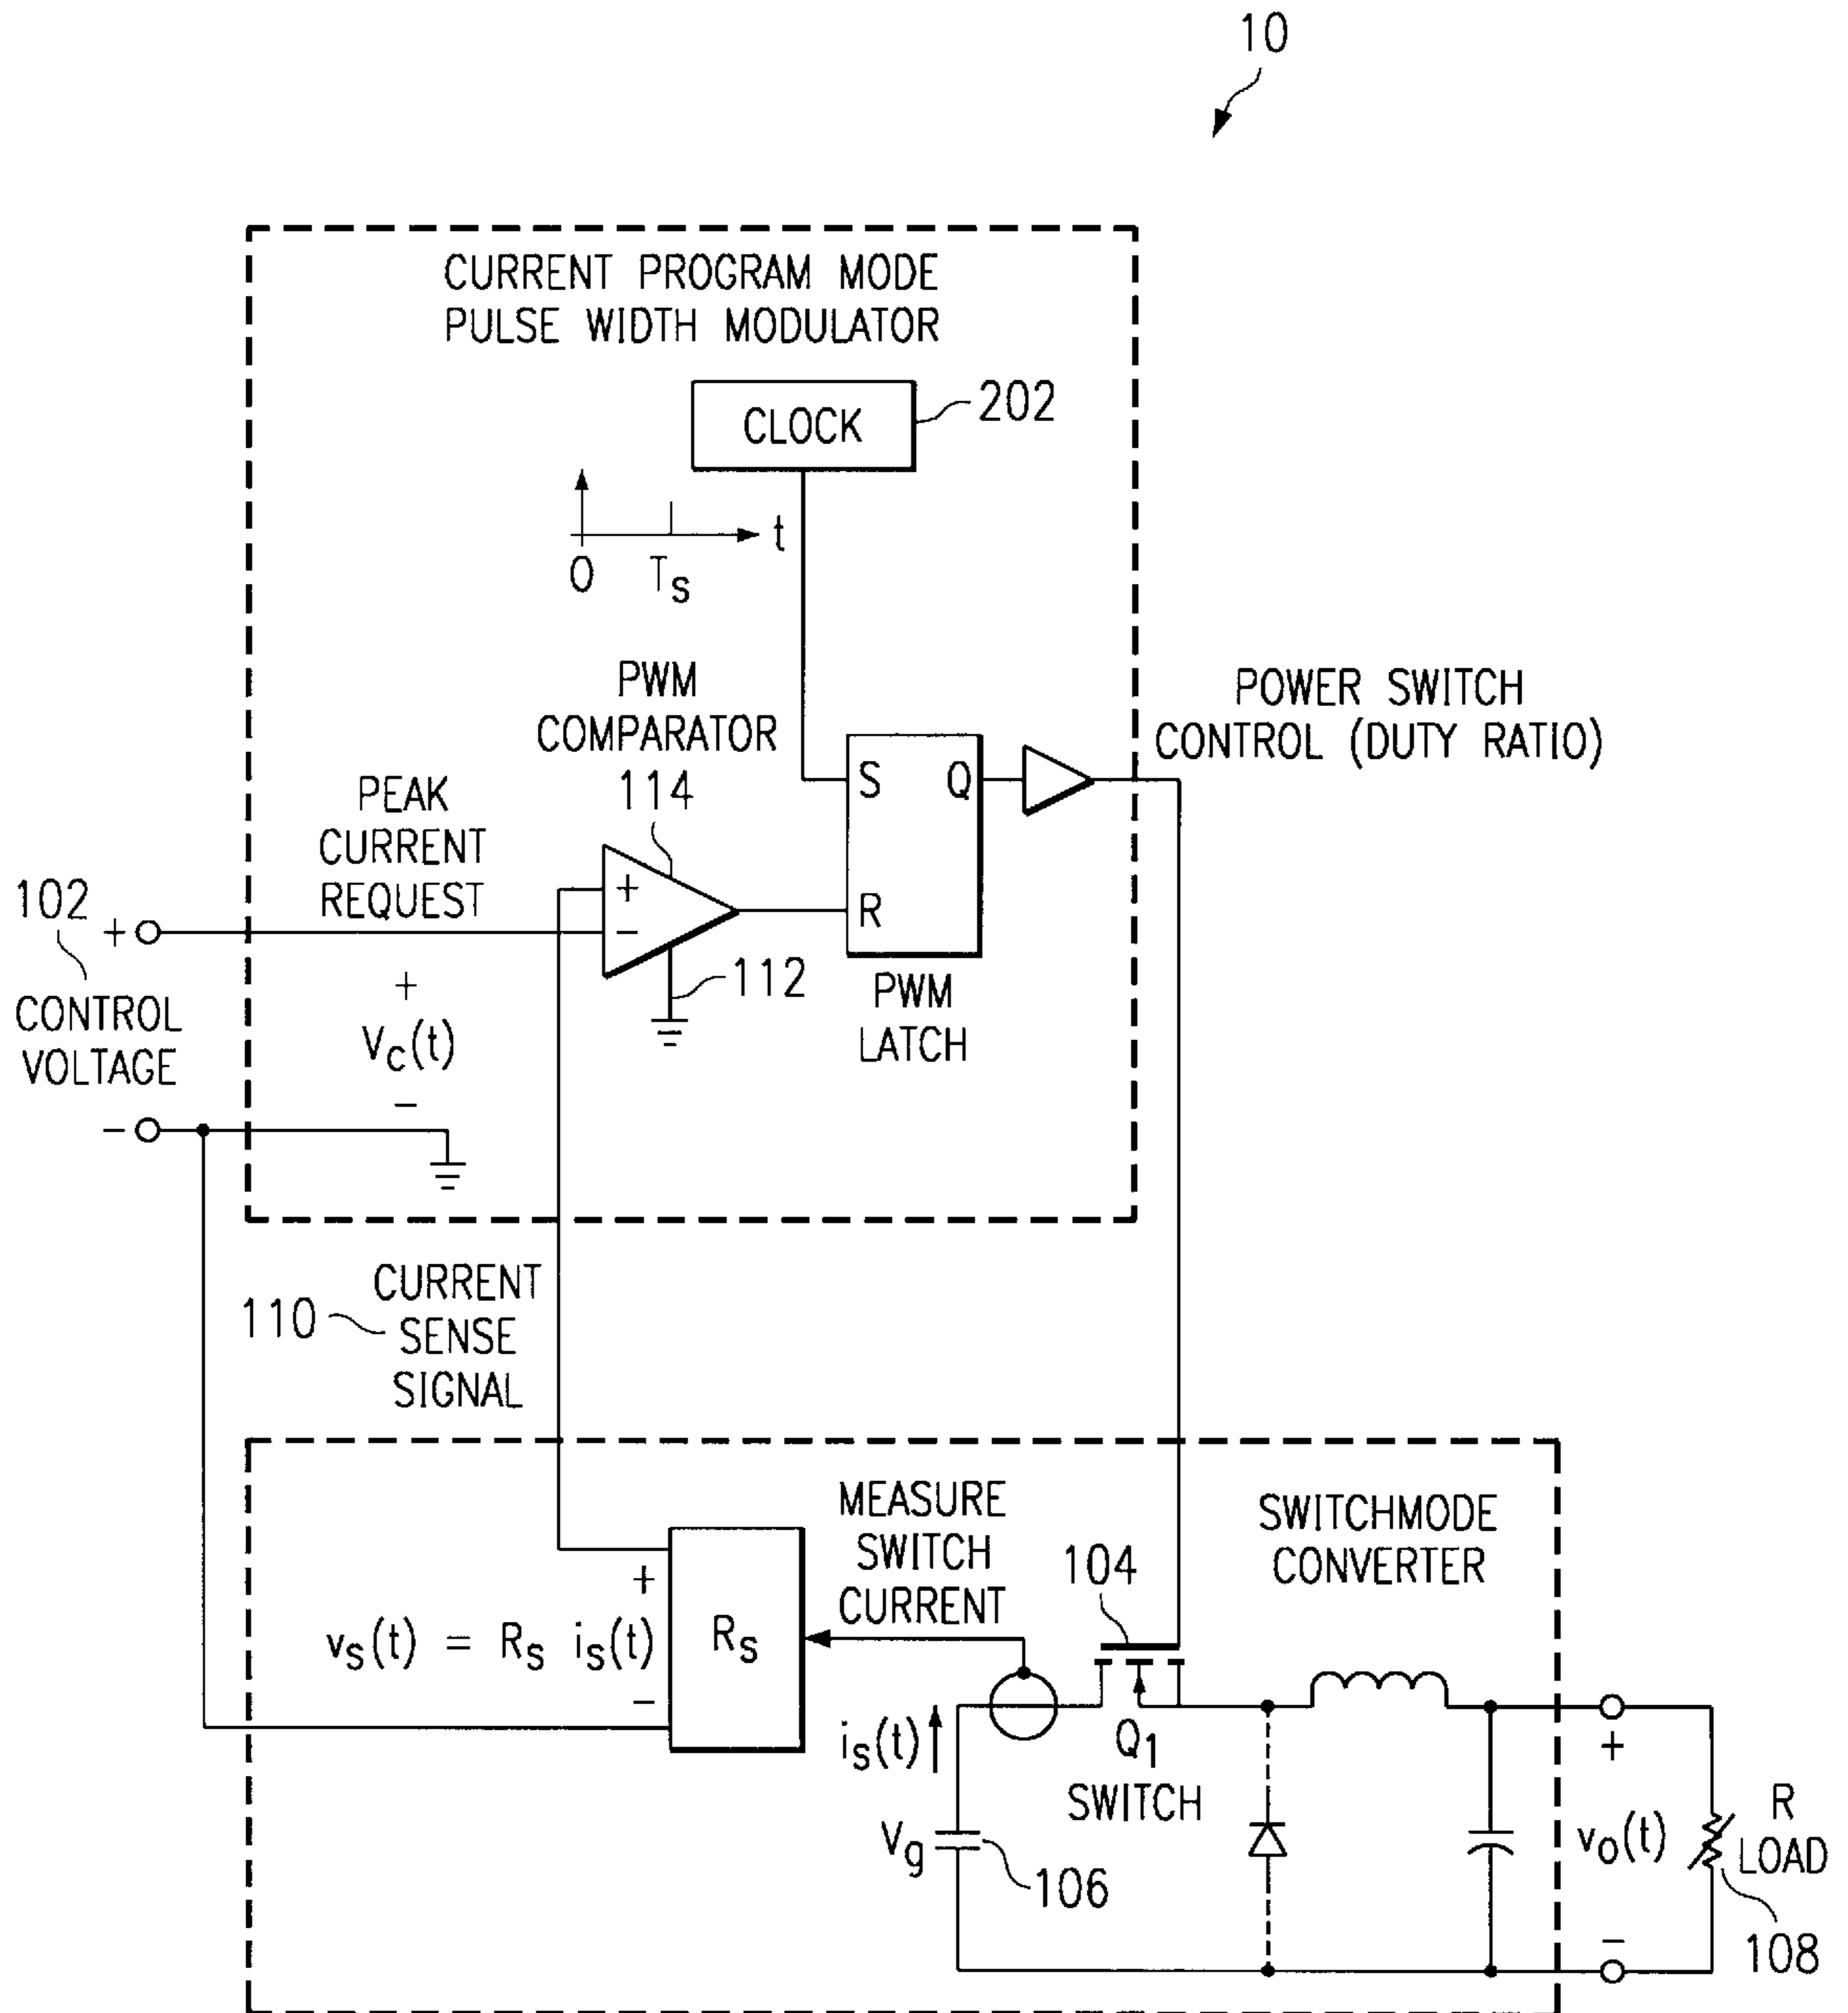 10
CURRENT PROGRAM MODE
PULSE WIDTH MODULATOR
CLOCK
202
t
0
Ts
PWM
COMPARATOR
114
POWER SWITCH
CONTROL (DUTY RATIO)
S
Q
PEAK
CURRENT
REQUEST
+
−
R
102
+
CONTROL
VOLTAGE
−
112
PWM
LATCH
+
Vc(t)
−
CURRENT
SENSE
SIGNAL
110
MEASURE
SWITCH
CURRENT
SWITCHMODE
CONVERTER
104
+
vs(t) = Rs is(t)
−
Rs
is(t)
Q1
SWITCH
Vg
106
+
vo(t)
−
R
LOAD
108